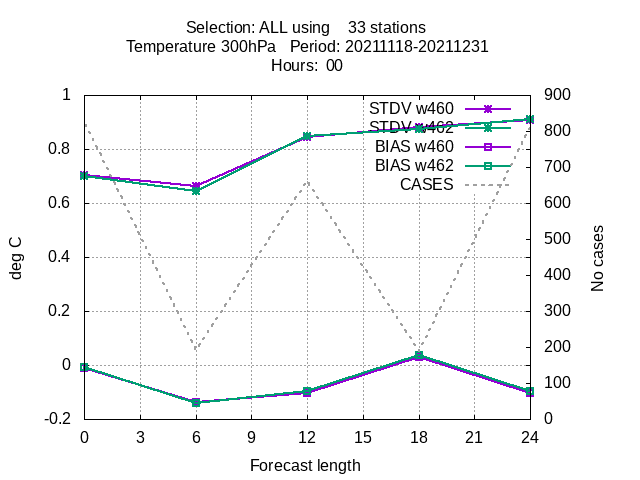 Selection: ALL using 33 stations
Temperature 300hPa Period: 20211118-20211231
Hours: 00
1
0.8
0.6
0.4
0.2
0
-0.2
deg C
STDV w460
STDV w462
BIAS w460
BIAS w462
CASES
900
800
700
600
500
400
300
200
100
0
No cases
0 3 6 9 12 15 18 21 24
Forecast length